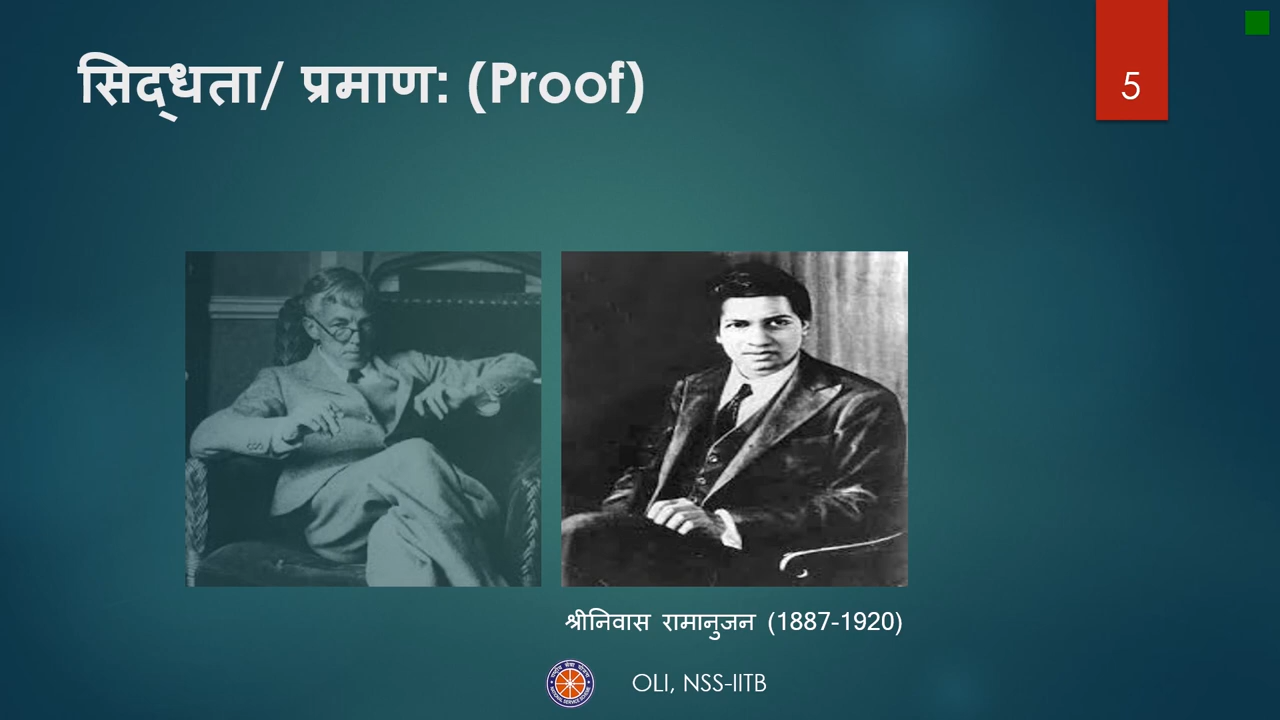 सिद्धता/ प्रमाण: (Proof)
5
श्रीनिवास रामानुजन (1887-1920)
OLI, NSS-IITB